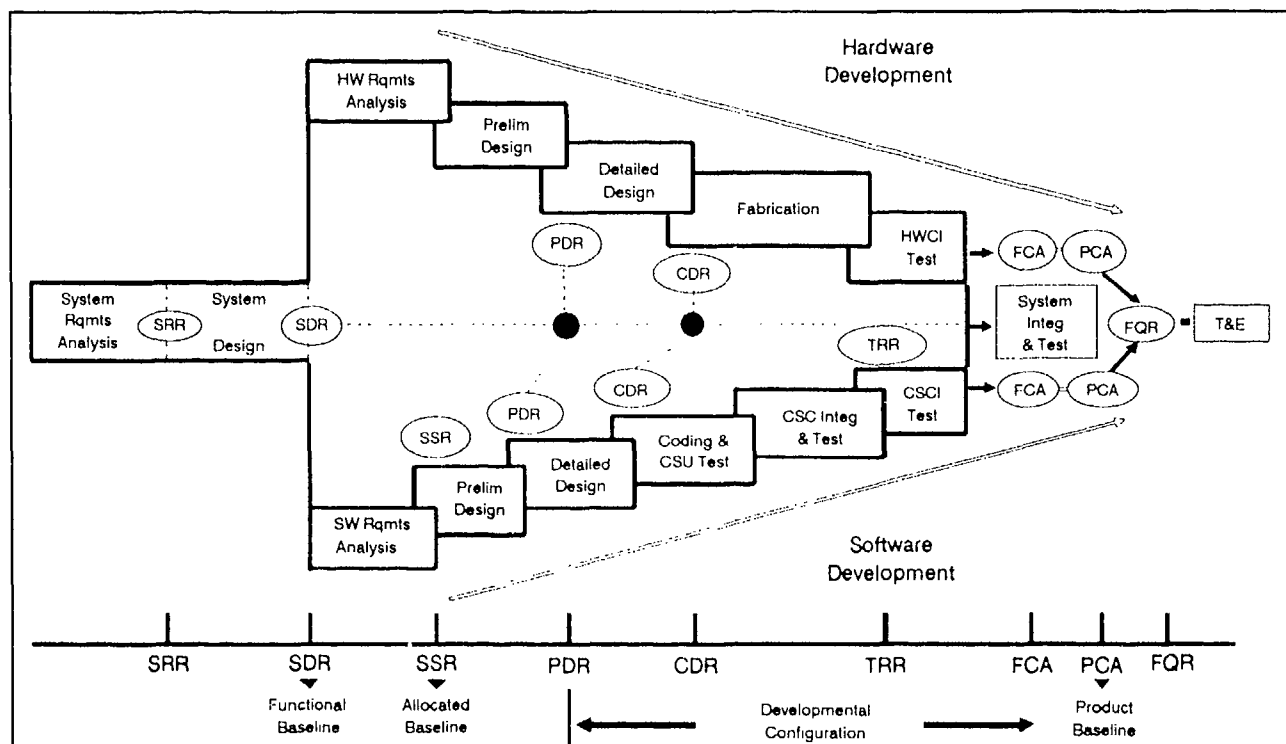 Hardware
Development
HW Rqmts
Analysis
Prelim
Design
Detailed
Design
Fabrication
HWCI
Test
PDR
CDR
FCA
PCA
System
Rqmts
Analysis
SRR
System
Design
SDR
TRR
System
Integ
& Test
FQR
T&E
CDR
PDR
SSR
CSCI
Test
FCA
PCA
CSC Integ
& Test
Coding &
CSU Test
Detailed
Design
Prelim
Design
SW Rqmts
Analysis
Software
Development
SRR
SDR
SSR
PDR
CDR
TRR
FCA
PCA
FQR
Functional
Baseline
Allocated
Baseline
Developmental
Configuration
Product
Baseline